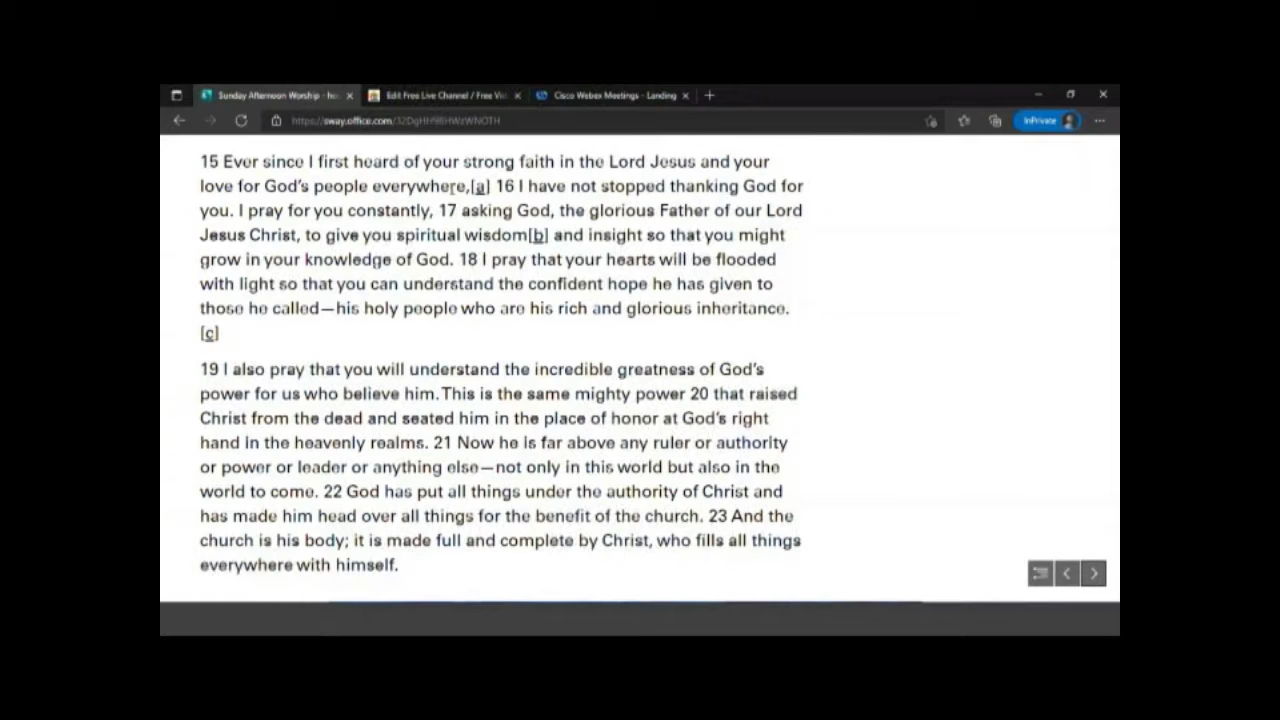 Sunday Afternoon Worship - ho
Edit Free Live Channel / Free Vi
Cisco Webex Meetings - Landing
https://sway.office.com/
InPrivate
15 Ever since I first heard of your strong faith in the Lord Jesus and your
love for God's people everywhere,[a] 16 I have not stopped thanking God for
you. I pray for you constantly, 17 asking God, the glorious Father of our Lord
Jesus Christ, to give you spiritual wisdom[b] and insight so that you might
grow in your knowledge of God. 18 I pray that your hearts will be flooded
with light so that you can understand the confident hope he has given to
those he called—his holy people who are his rich and glorious inheritance.
[c]
19 I also pray that you will understand the incredible greatness of God's
power for us who believe him. This is the same mighty power 20 that raised
Christ from the dead and seated him in the place of honor at God's right
hand in the heavenly realms. 21 Now he is far above any ruler or authority
or power or leader or anything else—not only in this world but also in the
world to come. 22 God has put all things under the authority of Christ and
has made him head over all things for the benefit of the church. 23 And the
church is his body; it is made full and complete by Christ, who fills all things
everywhere with himself.